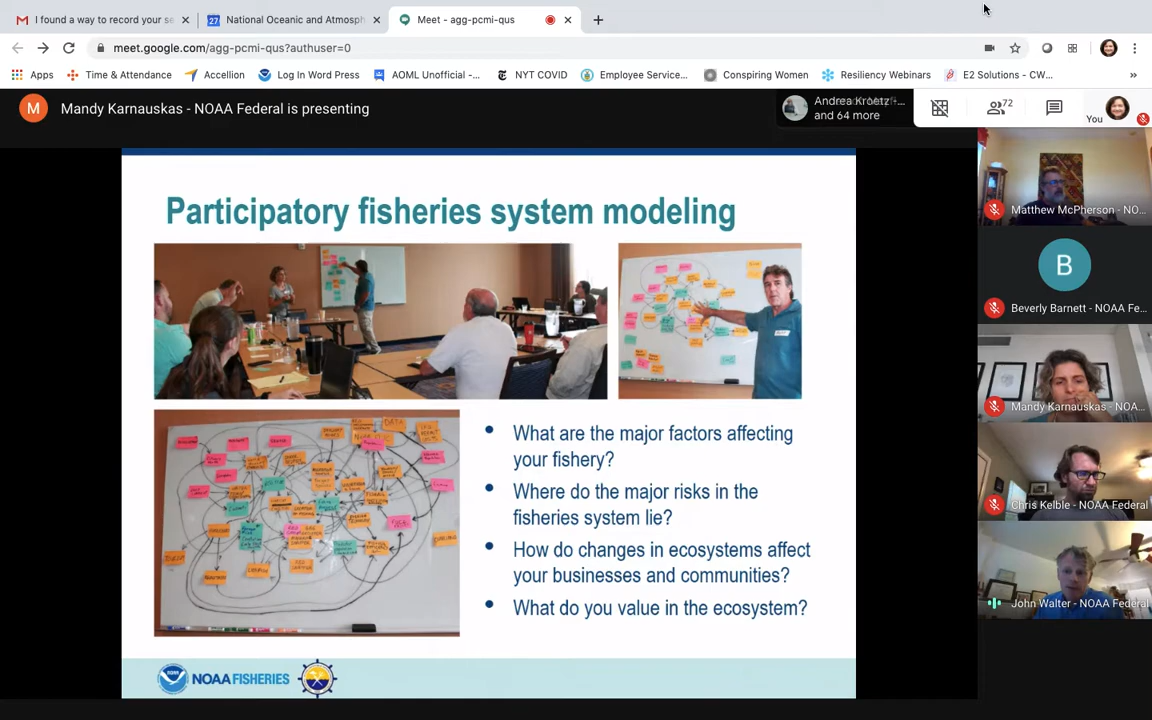 I found a way to record your se
National Oceanic and Atmosph
Meet - agg-pcmi-qus
meet.google.com/agg-pcmi-qus?authuser=0
Apps
Time & Attendance
Accellion
Log In Word Press
AOML Unofficial -...
NYT COVID
Employee Service...
Conspiring Women
Resiliency Webinars
E2 Solutions - CW...
»
M
Mandy Karnauskas - NOAA Federal is presenting
and 64 more
72
You
Participatory fisheries system modeling
What are the major factors affecting
your fishery?
Where do the major risks in the
fisheries system lie?
How do changes in ecosystems affect
your businesses and communities?
What do you value in the ecosystem?
NOAA FISHERIES
Matthew McPherson - NO...
B
Beverly Barnett - NOAA Fe...
Mandy Karnauskas - NOA...
Chris Kelble - NOAA Federal
John Walter - NOAA Federal